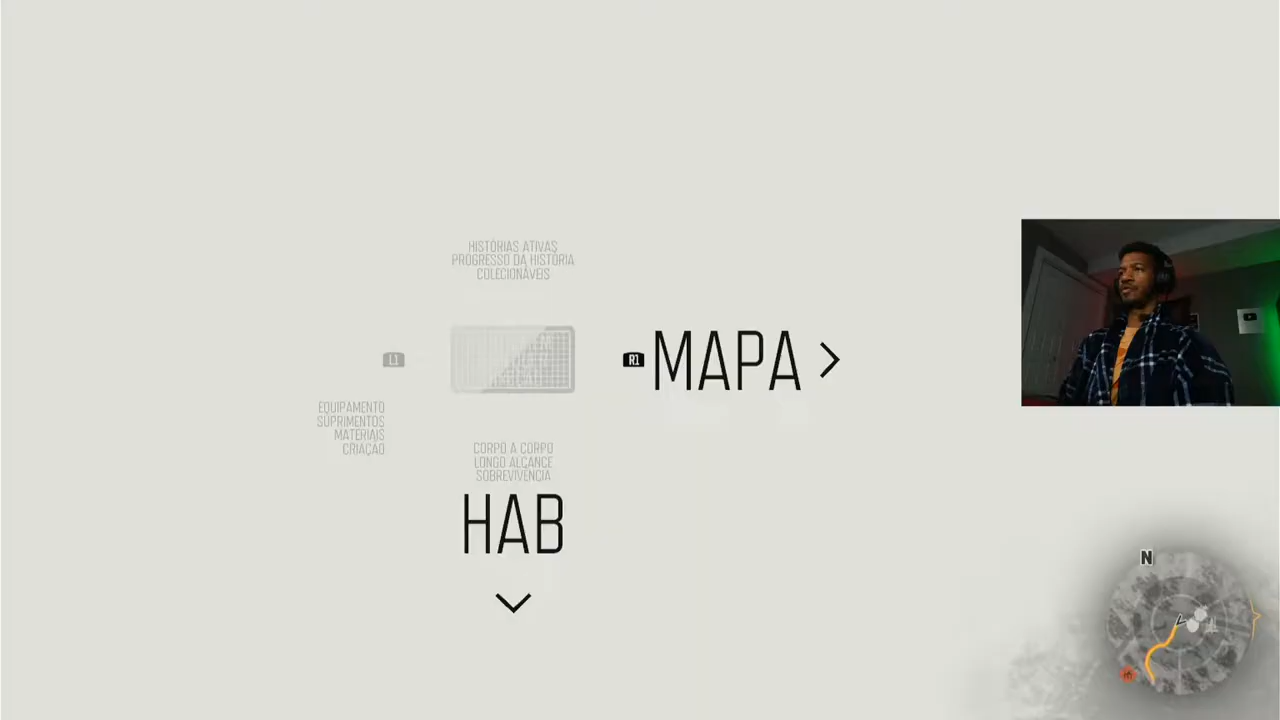 HISTÓRIAS ATIVAS
PROGRESSO DA HISTÓRIA
COLECIONÁVEIS
L1
R1 MAPA
EQUIPAMENTO
SUPRIMENTOS
MATERIAIS
CRIAÇÃO
CORPO A CORPO
LONGO ALCANCE
SOBREVIVÊNCIA
HAB
N